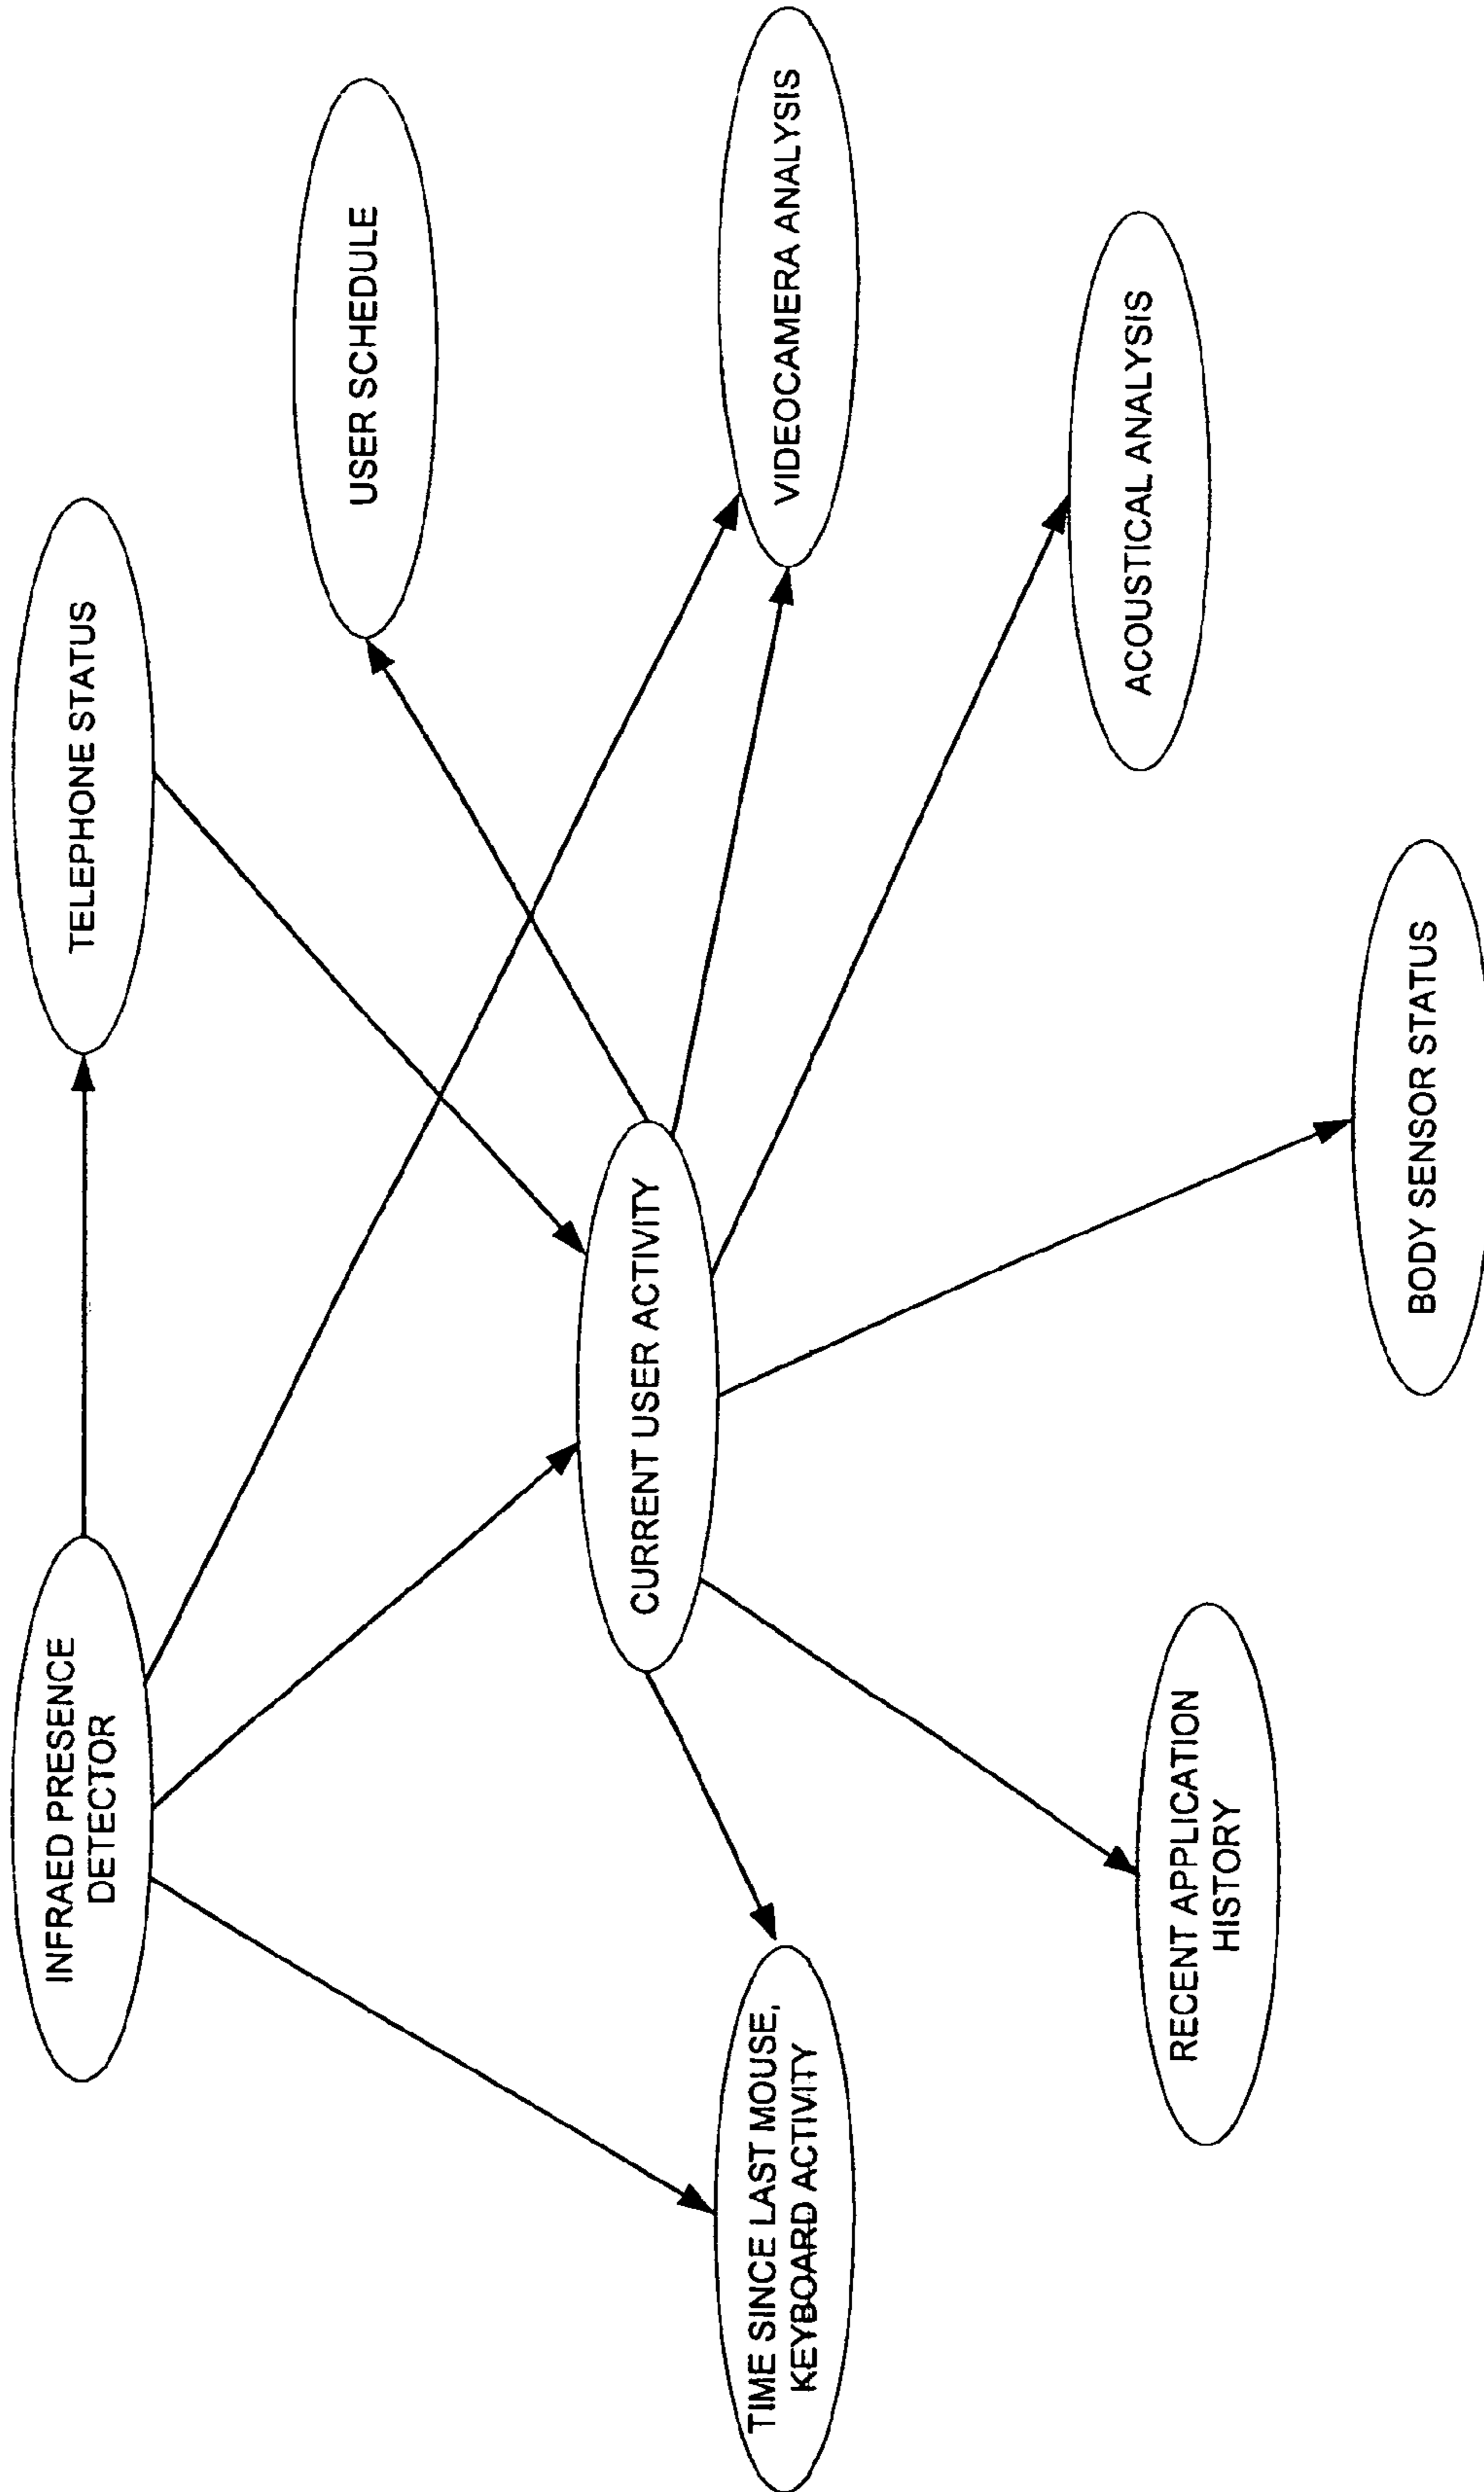 INFRAED PRESENCE
DETECTOR
TELEPHONE STATUS
USER SCHEDULE
CURRENT USER ACTIVITY
TIME SINCE LAST MOUSE,
KEYBOARD ACTIVITY
VIDEOCAMERA ANALYSIS
RECENT APPLICATION
HISTORY
ACOUSTICAL ANALYSIS
BODY SENSOR STATUS